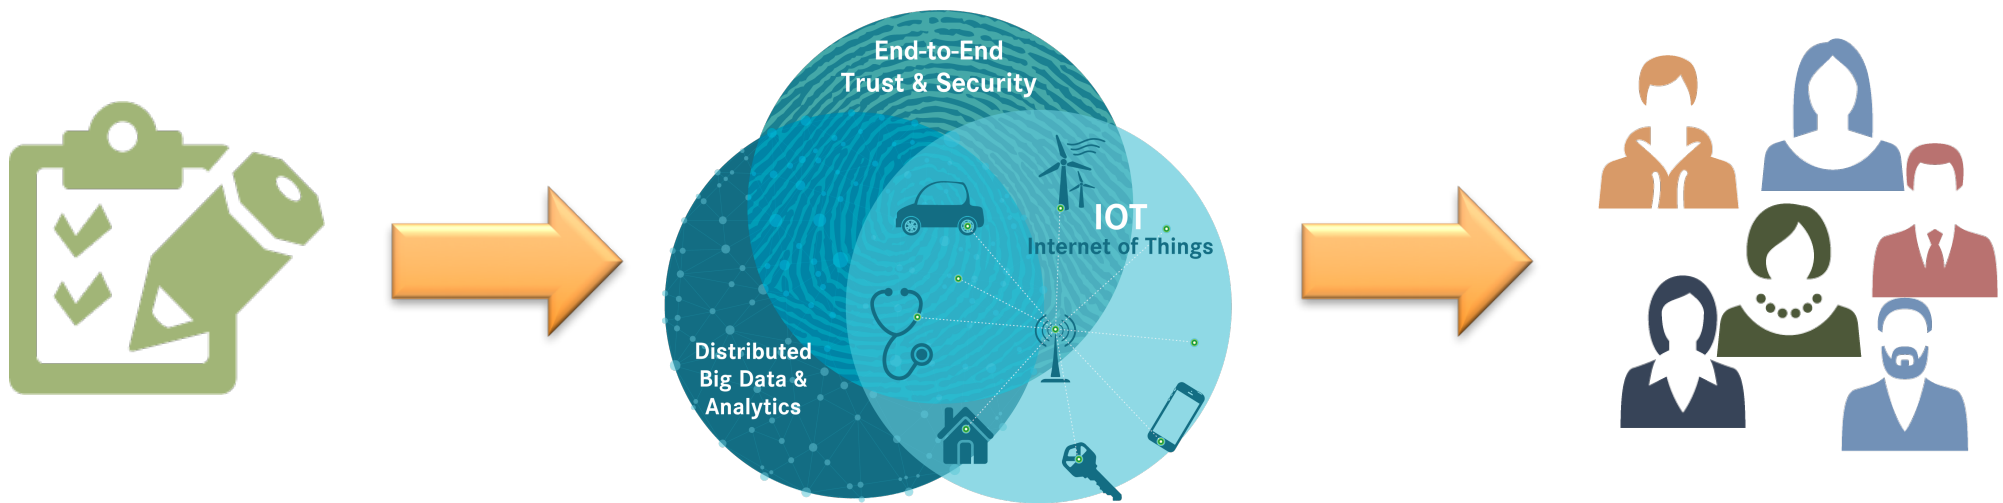 End-to-End
Trust & Security
IOT
Internet of Things
Distributed
Big Data &
Analytics